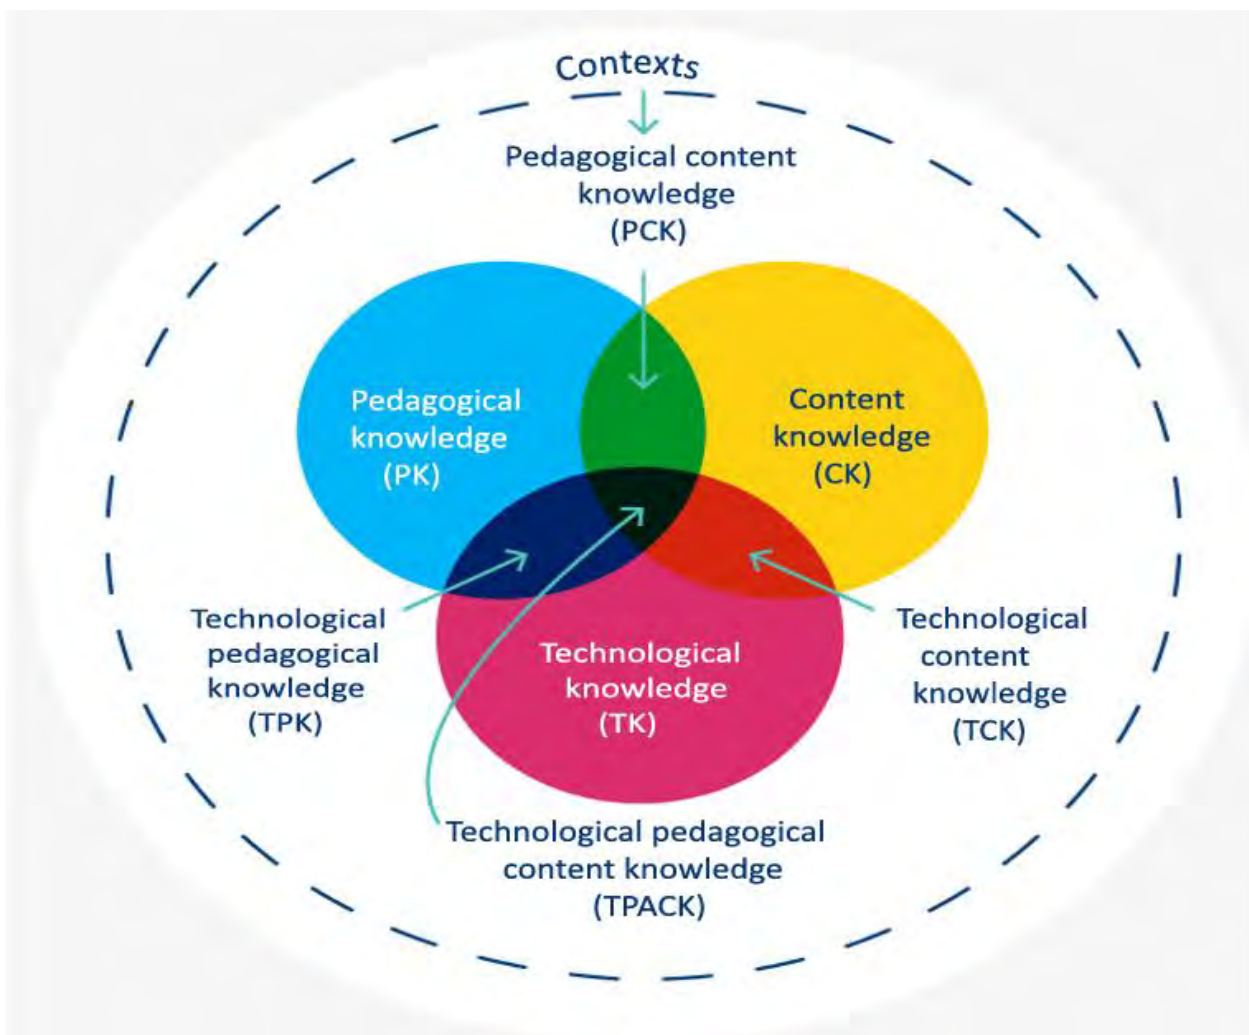 Contexts
Pedagogical content
knowledge
(PCK)
Pedagogical
knowledge
(PK)
Content
knowledge
(CK)
Technological
pedagogical
knowledge
(TPK)
Technological
knowledge
(TK)
Technological
content
knowledge
(TCK)
Technological pedagogical
content knowledge
(TPACK)